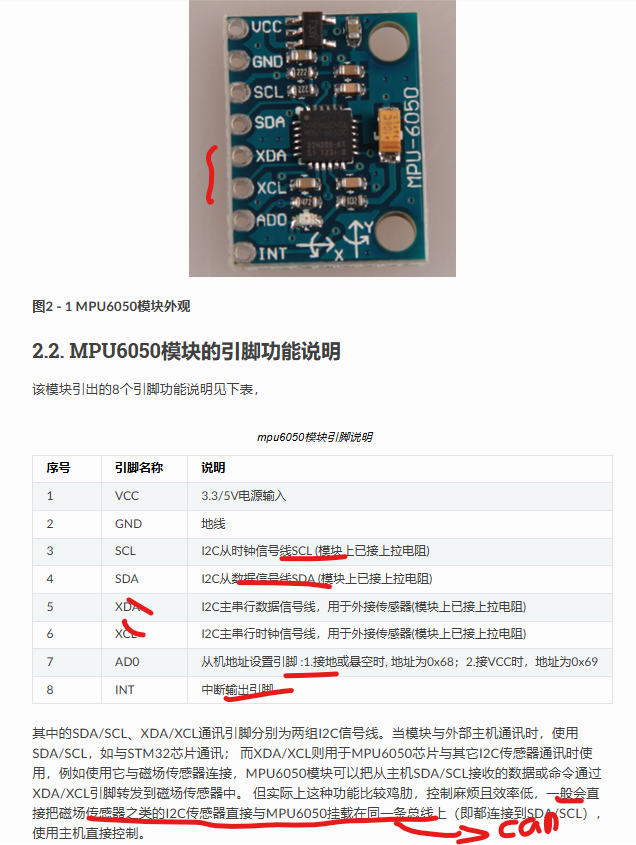 VCC
GND
SCL
SDA
XDA
XCL
AD0
INT
MPU-6050
Y
X
图2 - 1 MPU6050模块外观
2.2. MPU6050模块的引脚功能说明
该模块引出的8个引脚功能说明见下表，
mpu6050模块引脚说明
序号 引脚名称 说明
1 VCC 3.3/5V电源输入
2 GND 地线
3 SCL I2C从时钟信号线SCL (模块上已接上拉电阻)
4 SDA I2C从数据信号线SDA (模块上已接上拉电阻)
5 XDA I2C主串行数据信号线，用于外接传感器(模块上已接上拉电阻)
6 XCL I2C主串行时钟信号线，用于外接传感器(模块上已接上拉电阻)
7 AD0 从机地址设置引脚 :1.接地或悬空时, 地址为0x68；2.接VCC时，地址为0x69
8 INT 中断输出引脚
其中的SDA/SCL、XDA/XCL通讯引脚分别为两组I2C信号线。当模块与外部主机通讯时，使用
SDA/SCL，如与STM32芯片通讯； 而XDA/XCL则用于MPU6050芯片与其它I2C传感器通讯时使
用，例如使用它与磁场传感器连接，MPU6050模块可以把从主机SDA/SCL接收的数据或命令通过
XDA/XCL引脚转发到磁场传感器中。 但实际上这种功能比较鸡肋，控制麻烦且效率低，一般会直
接把磁场传感器之类的I2C传感器直接与MPU6050挂载在同一条总线上（即都连接到SDA/SCL），
使用主机直接控制。
can